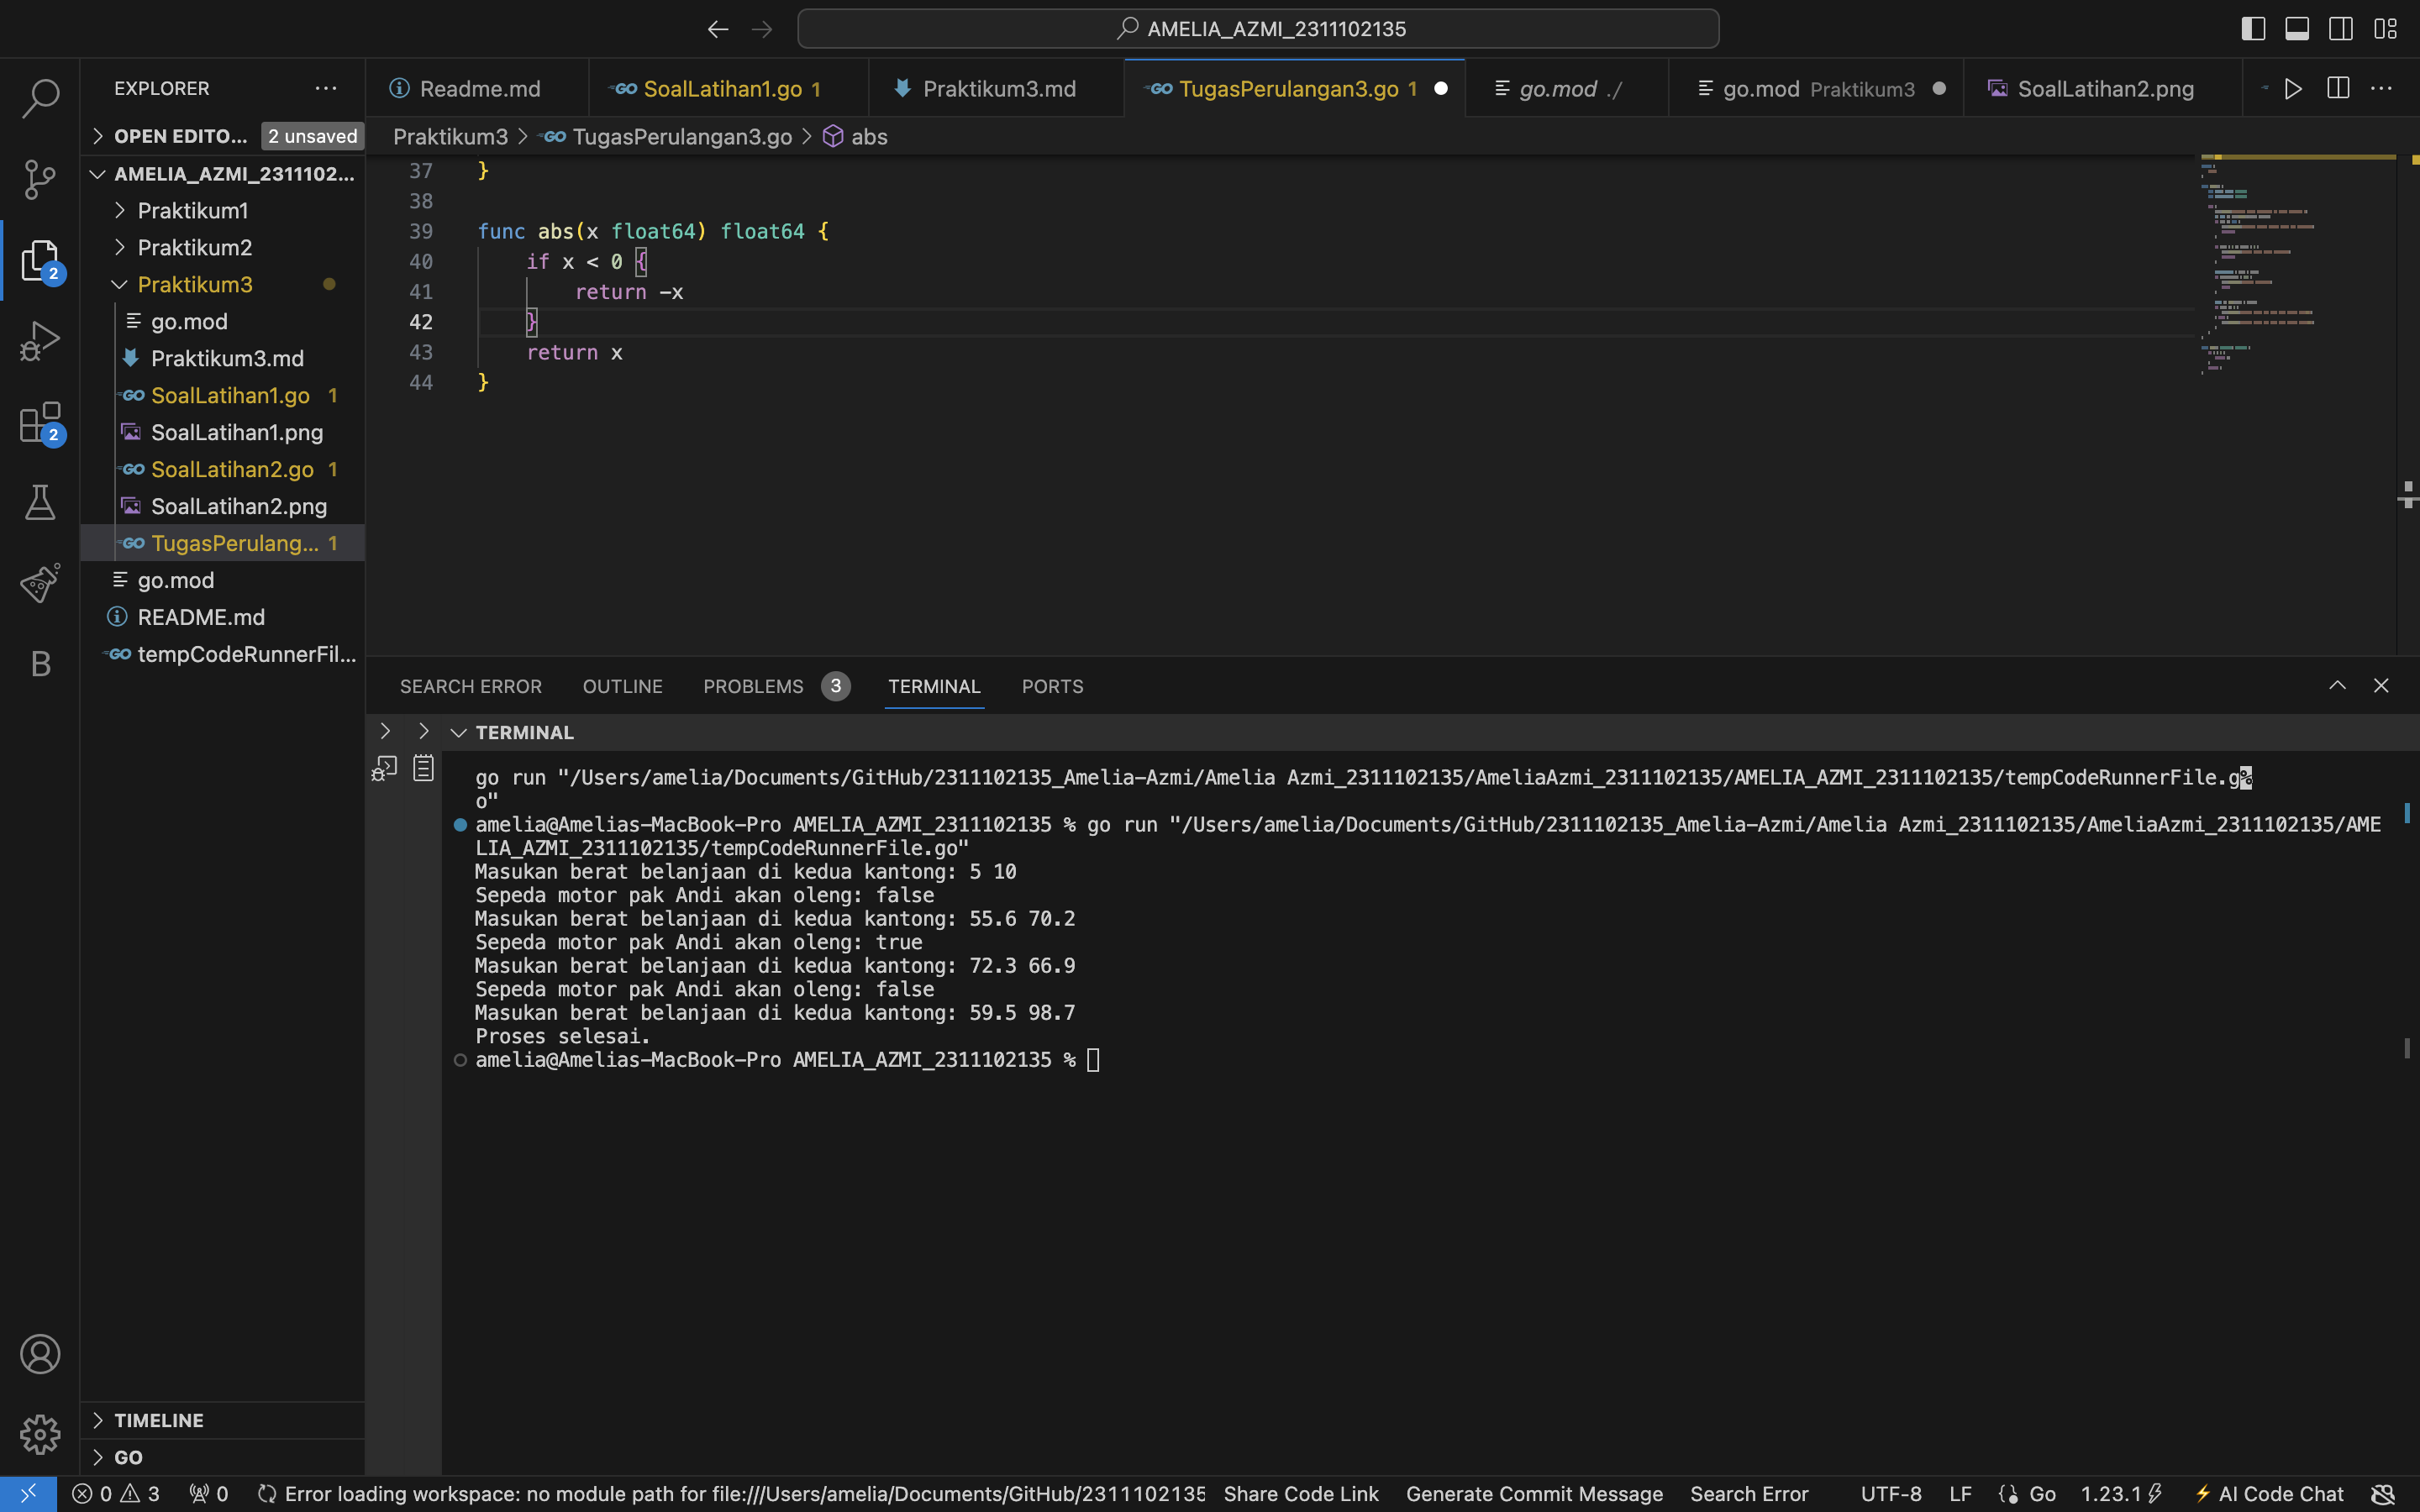 AMELIA_AZMI_2311102135
EXPLORER
Readme.md
SoalLatihan1.go 1
Praktikum3.md
TugasPerulangan3.go 1
go.mod ./
go.mod Praktikum3
SoalLatihan2.png
OPEN EDITO... 2 unsaved
Praktikum3 > TugasPerulangan3.go > abs
AMELIA_AZMI_2311102...
Praktikum1
Praktikum2
Praktikum3
go.mod
Praktikum3.md
SoalLatihan1.go 1
SoalLatihan1.png
SoalLatihan2.go 1
SoalLatihan2.png
TugasPerulang... 1
go.mod
README.md
tempCodeRunnerFil...
2
2
B
37 }
38
39 func abs(x float64) float64 {
40 if x < 0 {
41 return -x
42 }
43 return x
44 }
SEARCH ERROR OUTLINE PROBLEMS 3 TERMINAL PORTS
TERMINAL
go run "/Users/amelia/Documents/GitHub/2311102135_Amelia-Azmi/Amelia Azmi_2311102135/AmeliaAzmi_2311102135/AMELIA_AZMI_2311102135/tempCodeRunnerFile.g%
o"
amelia@Amelias-MacBook-Pro AMELIA_AZMI_2311102135 % go run "/Users/amelia/Documents/GitHub/2311102135_Amelia-Azmi/Amelia Azmi_2311102135/AmeliaAzmi_2311102135/AME
LIA_AZMI_2311102135/tempCodeRunnerFile.go"
Masukan berat belanjaan di kedua kantong: 5 10
Sepeda motor pak Andi akan oleng: false
Masukan berat belanjaan di kedua kantong: 55.6 70.2
Sepeda motor pak Andi akan oleng: true
Masukan berat belanjaan di kedua kantong: 72.3 66.9
Sepeda motor pak Andi akan oleng: false
Masukan berat belanjaan di kedua kantong: 59.5 98.7
Proses selesai.
amelia@Amelias-MacBook-Pro AMELIA_AZMI_2311102135 %
TIMELINE
GO
0 3 0 Error loading workspace: no module path for file:///Users/amelia/Documents/GitHub/2311102135 Share Code Link Generate Commit Message Search Error UTF-8 LF Go 1.23.1 AI Code Chat